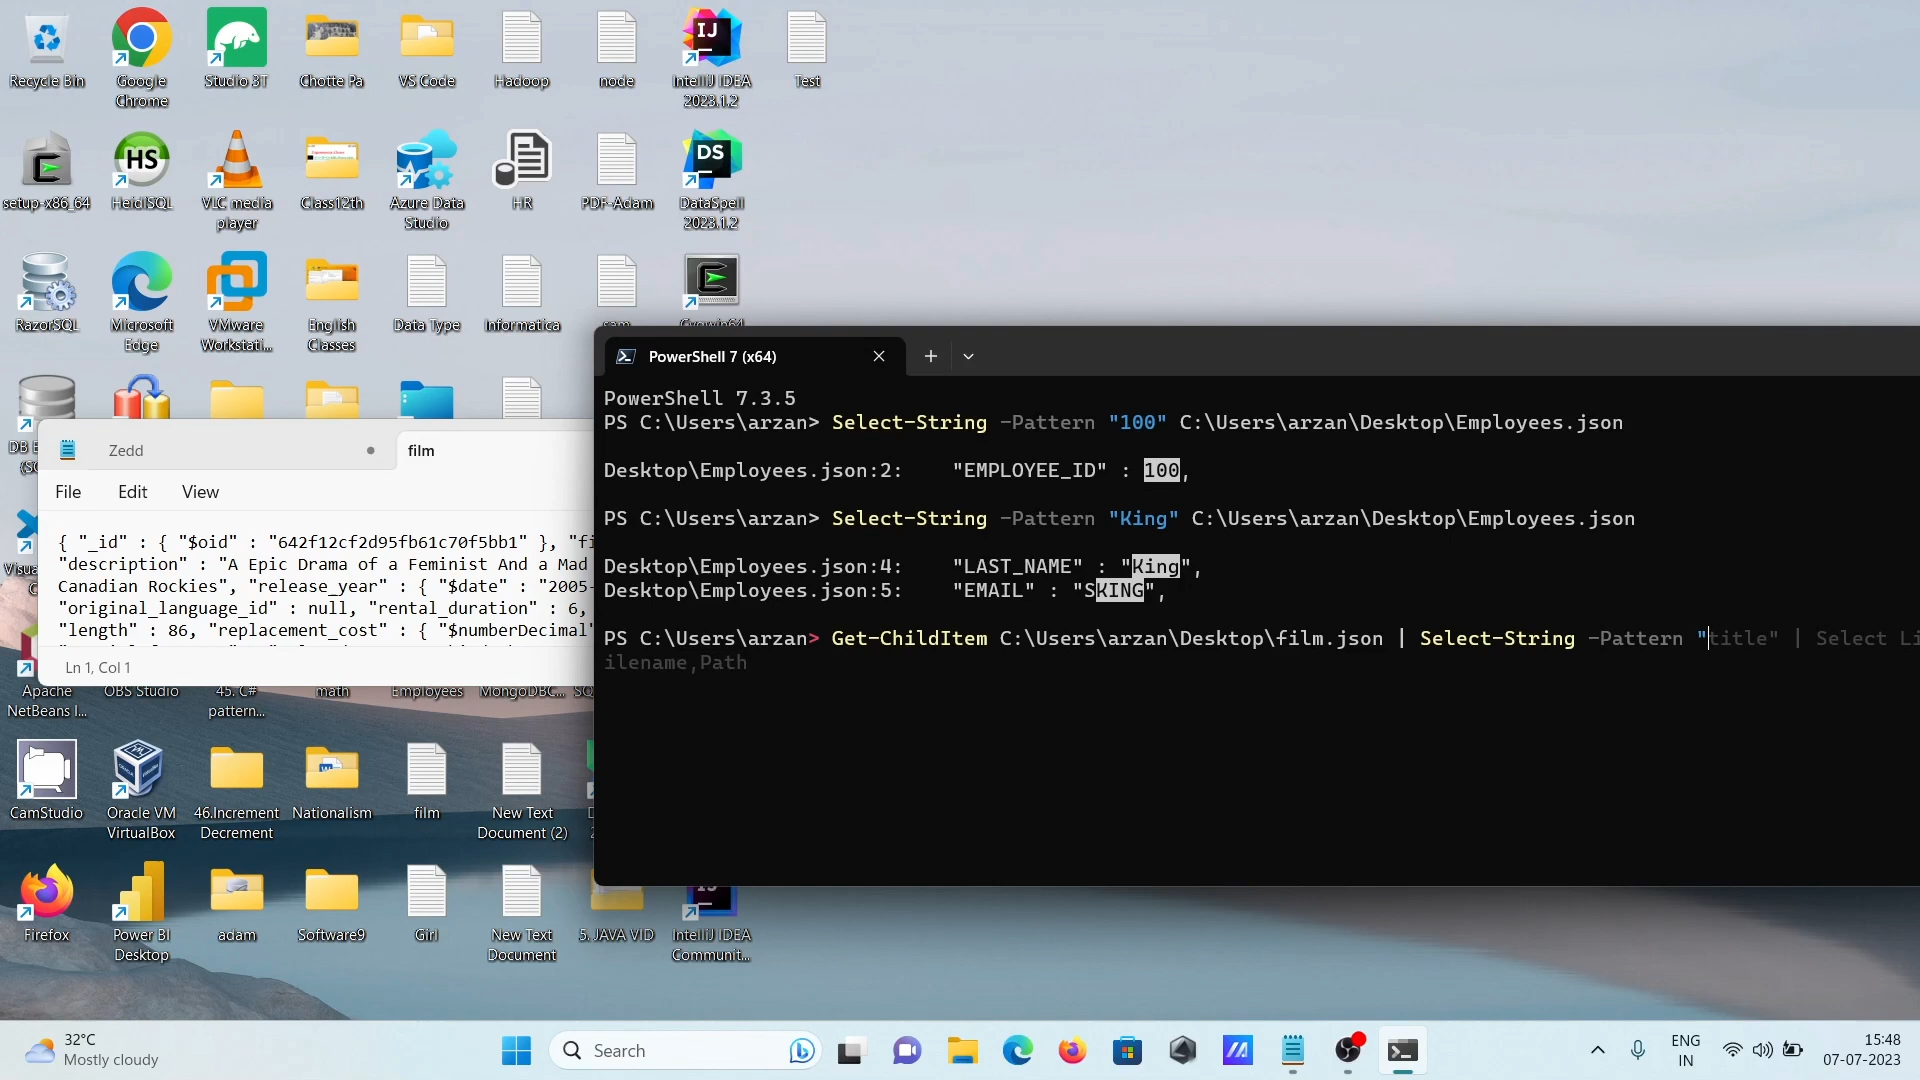 Recycle Bin
Google Chrome
Studio 3T
Chotte Pa
VS Code
Hadoop
node
IntelliJ IDEA 2023.1.2
Test
setup-x86_64
HeidiSQL
VLC media player
Class12th
Azure Data Studio
HR
PDF-Adam
DataSpell 2023.1.2
RazorSQL
Microsoft Edge
VMware Workstati...
English Classes
Data Type
Informatica
PowerShell 7 (x64)
PowerShell 7.3.5
PS C:\Users\arzan> Select-String -Pattern "100" C:\Users\arzan\Desktop\Employees.json
Desktop\Employees.json:2:    "EMPLOYEE_ID" : 100,
PS C:\Users\arzan> Select-String -Pattern "King" C:\Users\arzan\Desktop\Employees.json
Desktop\Employees.json:4:    "LAST_NAME" : "King",
Desktop\Employees.json:5:    "EMAIL" : "SKING",
PS C:\Users\arzan> Get-ChildItem C:\Users\arzan\Desktop\film.json | Select-String -Pattern "title" | Select Li
ilename,Path
Zedd
film
File Edit View
{ "_id" : { "$oid" : "642f12cf2d95fb61c70f5bb1" }, "fi
"description" : "A Epic Drama of a Feminist And a Mad
Canadian Rockies", "release_year" : { "$date" : "2005-
"original_language_id" : null, "rental_duration" : 6,
"length" : 86, "replacement_cost" : { "$numberDecimal"
Ln 1, Col 1
Apache NetBeans I...
OBS Studio
45. C# pattern...
math
Employees
MongoDBC...
CamStudio
Oracle VM VirtualBox
46.Increment Decrement
Nationalism
film
New Text Document (2)
Firefox
Power BI Desktop
adam
Software9
Girl
New Text Document
5. JAVA VID
IntelliJ IDEA Communit...
32°C
Mostly cloudy
Search
ENG
IN
15:48
07-07-2023